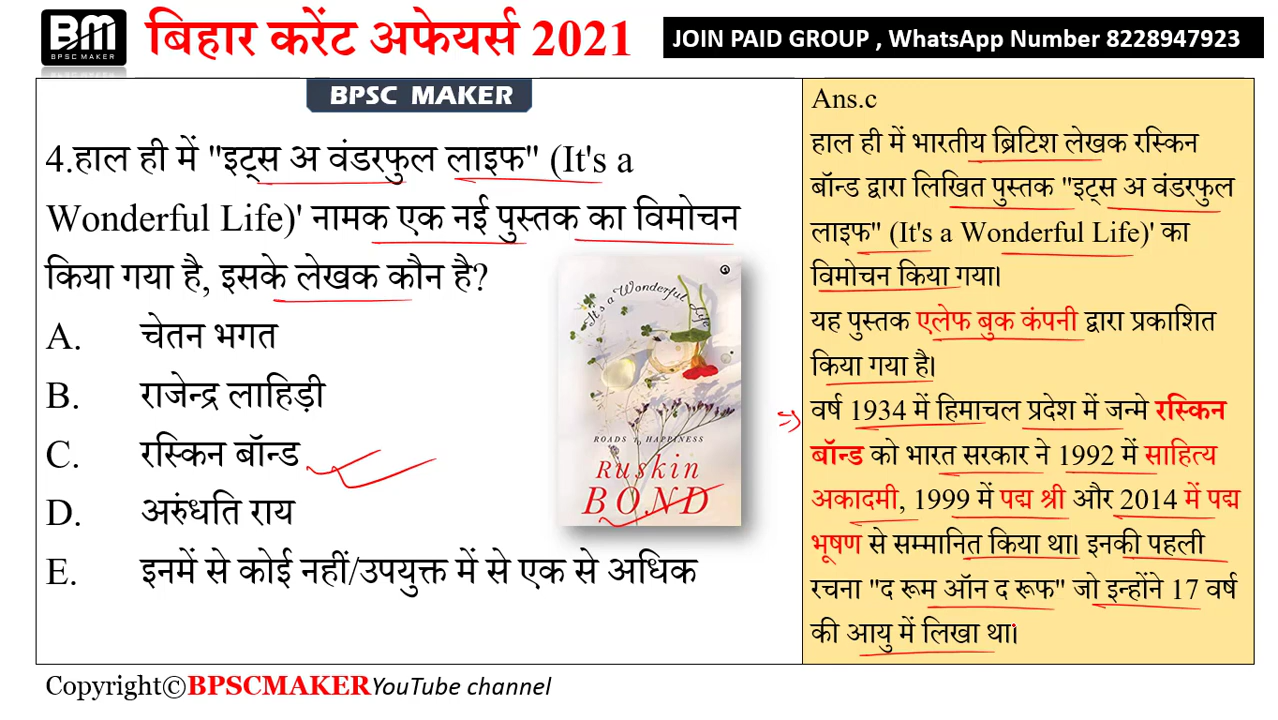 BM
BPSC MAKER
बिहार करेंट अफेयर्स 2021
JOIN PAID GROUP , WhatsApp Number 8228947923
BPSC MAKER
4.हाल ही में "इट्स अ वंडरफुल लाइफ" (It's a
Wonderful Life)' नामक एक नई पुस्तक का विमोचन
किया गया है, इसके लेखक कौन है?
A. चेतन भगत
B. राजेन्द्र लाहिड़ी
C. रस्किन बॉन्ड
D. अरुंधति राय
E. इनमें से कोई नहीं/उपयुक्त में से एक से अधिक
It's a Wonderful Life
ROADS TO HAPPINESS
Ruskin
BOND
Ans.c
हाल ही में भारतीय ब्रिटिश लेखक रस्किन
बॉन्ड द्वारा लिखित पुस्तक "इट्स अ वंडरफुल
लाइफ" (It's a Wonderful Life)' का
विमोचन किया गया।
यह पुस्तक एलेफ बुक कंपनी द्वारा प्रकाशित
किया गया है।
वर्ष 1934 में हिमाचल प्रदेश में जन्मे रस्किन
बॉन्ड को भारत सरकार ने 1992 में साहित्य
अकादमी, 1999 में पद्म श्री और 2014 में पद्म
भूषण से सम्मानित किया था। इनकी पहली
रचना "द रूम ऑन द रूफ" जो इन्होंने 17 वर्ष
की आयु में लिखा था।
Copyright©BPSCMAKERYouTube channel